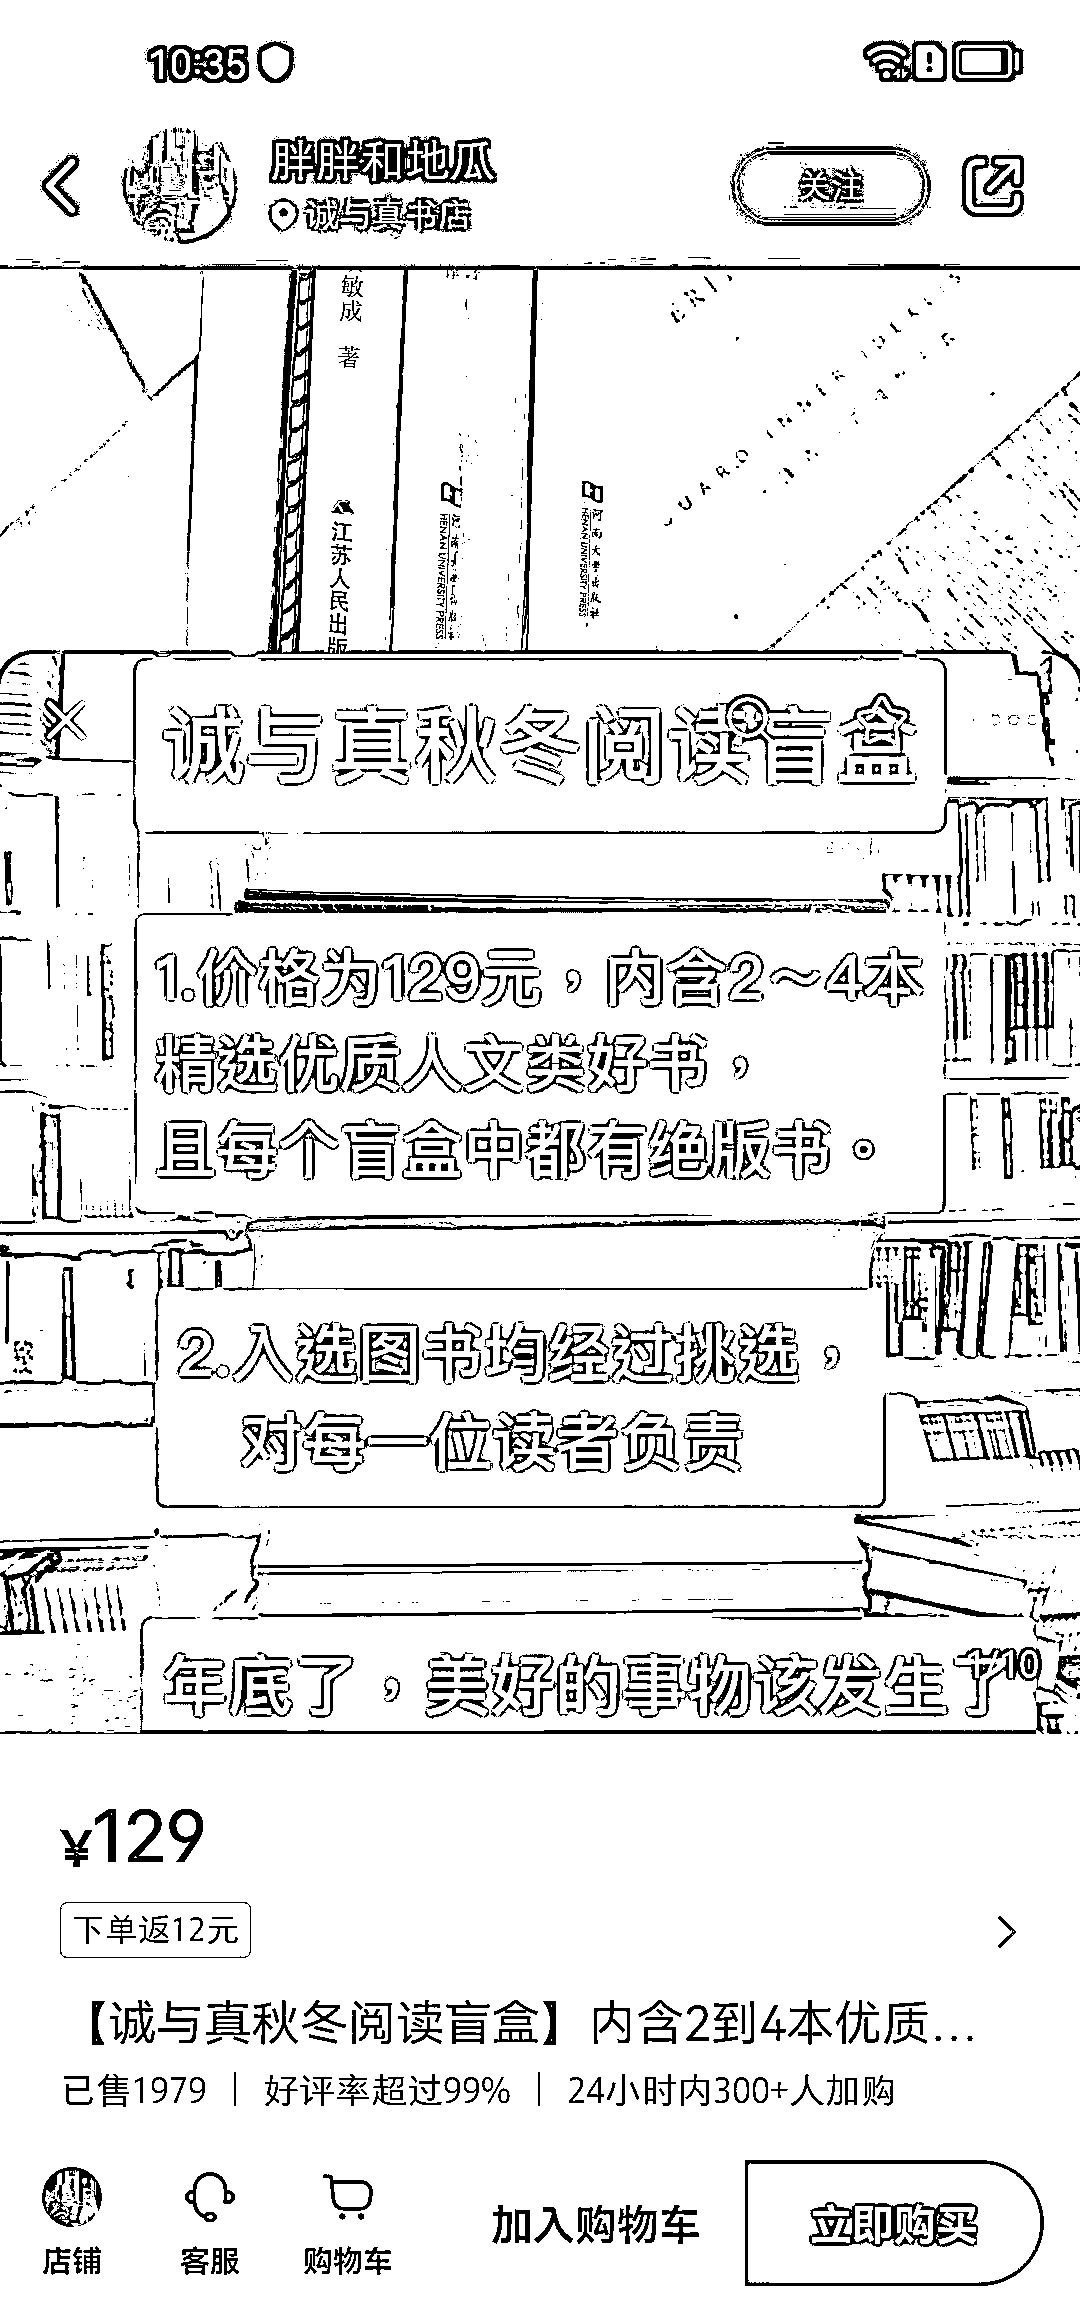 10:35
胖胖和地瓜
诚与真书店
关注
敏成 著
江苏人民出版
HENAN UNIVERSITY PRESS
河南大学出版社
HENAN UNIVERSITY PRESS
诚与真秋冬阅读盲盒
1.价格为129元，内含2～4本
精选优质人文类好书，
且每个盲盒中都有绝版书。
2.入选图书均经过挑选，
对每一位读者负责
年底了，美好的事物该发生了
1/10
¥129
下单返12元
【诚与真秋冬阅读盲盒】内含2到4本优质...
已售1979｜好评率超过99%｜24小时内300+人加购
店铺
客服
购物车
加入购物车
立即购买